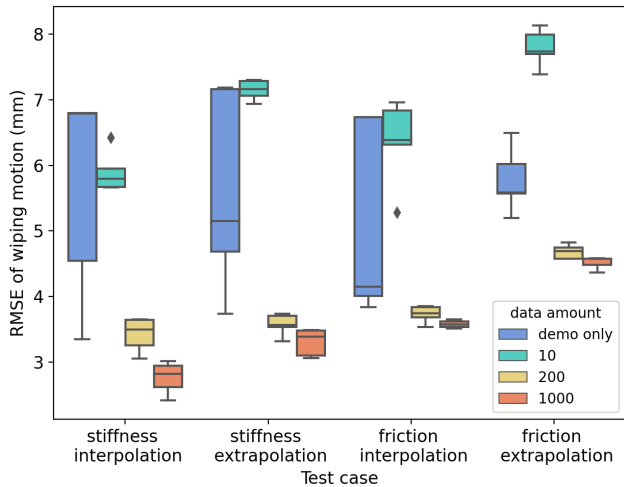 RMSE of wiping motion (mm)
8
7
6
5
4
3
data amount
demo only
10
200
1000
stiffness
interpolation
stiffness
extrapolation
friction
interpolation
friction
extrapolation
Test case